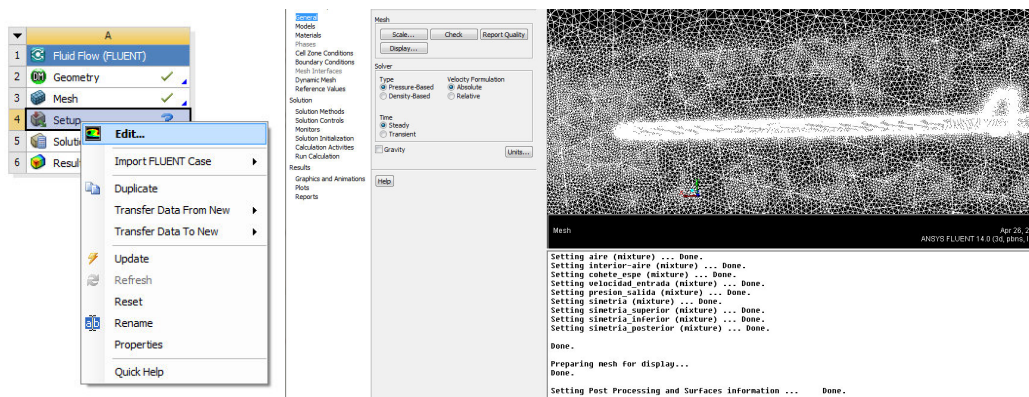 A
1 Fluid Flow (FLUENT)
2 Geometry
3 Mesh
4 Setup
5
6
Edit...
Import FLUENT Case
Duplicate
Transfer Data From New
Transfer Data To New
Update
Refresh
Reset
ab Rename
Properties
Quick Help
General
Models
Materials
Phases
Cell Zone Conditions
Boundary Conditions
Mesh Interfaces
Dynamic Mesh
Reference Values
Solution
Solution Methods
Solution Controls
Monitors
Solution Initialization
Calculation Activities
Run Calculation
Results
Graphics and Animations
Plots
Reports
Mesh
Scale... Check Report Quality
Display...
Solver
Type Velocity Formulation
Pressure-Based Absolute
Density-Based Relative
Time
Steady
Transient
Gravity Units...
Help
Mesh Apr 26, 2
ANSYS FLUENT 14.0 (3d, pbns, l
Setting aire (mixture) ... Done.
Setting interior-aire (mixture) ... Done.
Setting cohete_espe (mixture) ... Done.
Setting velocidad_entrada (mixture) ... Done.
Setting presion_salida (mixture) ... Done.
Setting simetria (mixture) ... Done.
Setting simetria_superior (mixture) ... Done.
Setting simetria_inferior (mixture) ... Done.
Setting simetria_posterior (mixture) ... Done.
Done.
Preparing mesh for display...
Done.
Setting Post Processing and Surfaces information ... Done.